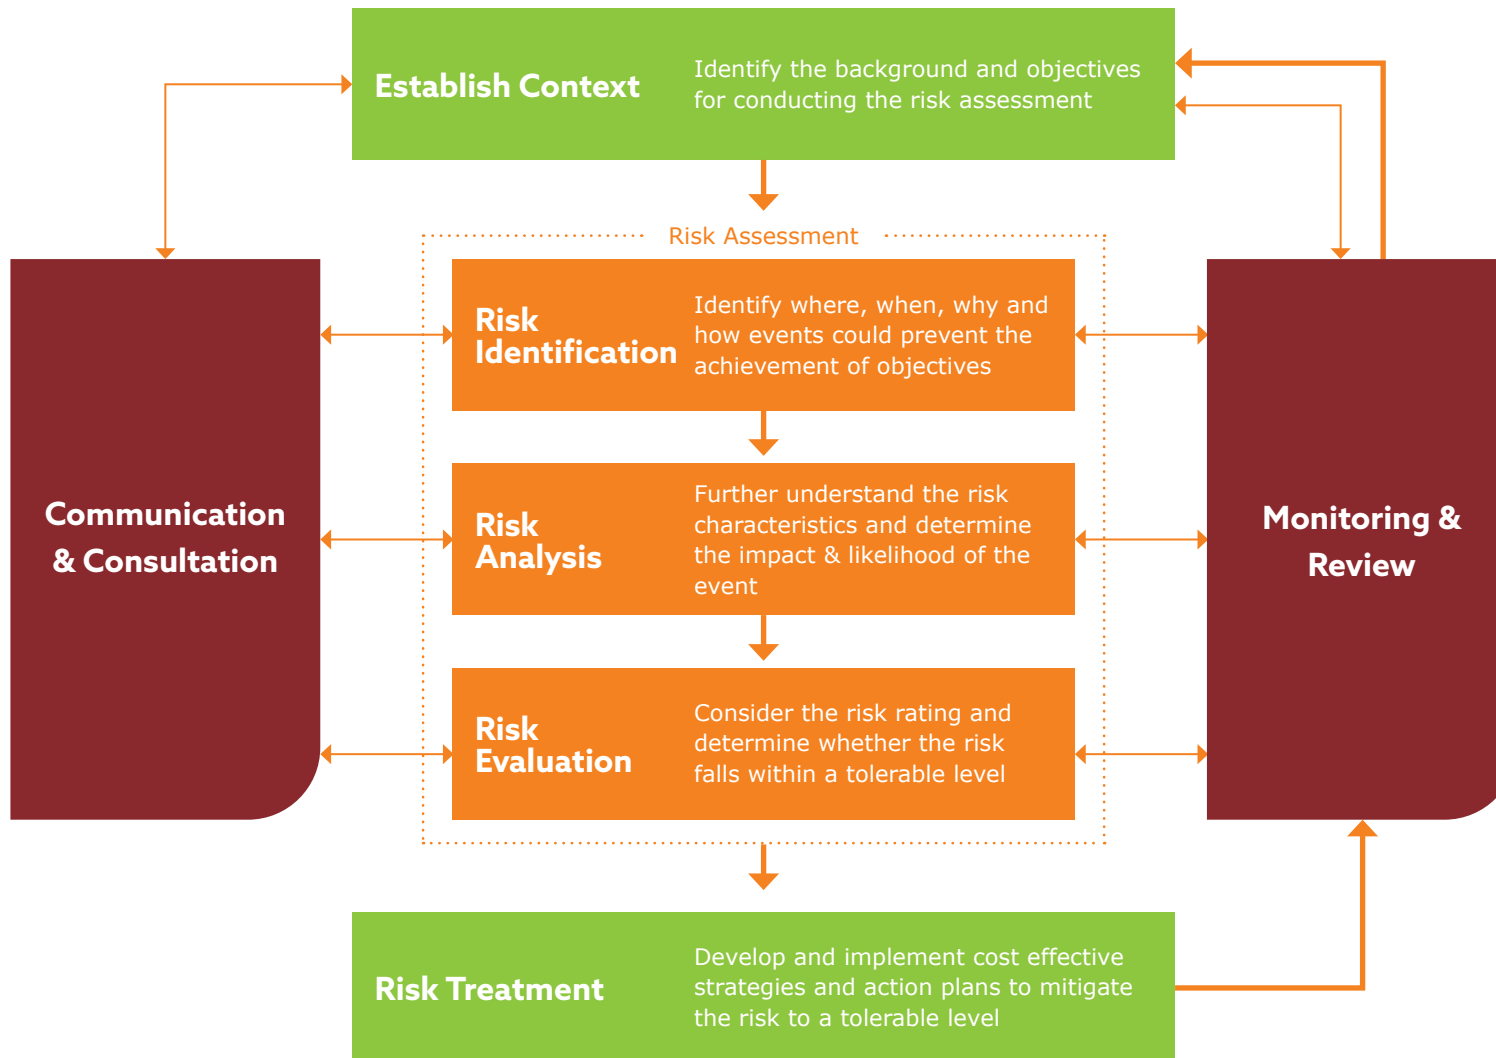 Establish Context
Identify the background and objectives
for conducting the risk assessment
Risk Assessment
Risk
Identification
Identify where, when, why and
how events could prevent the
achievement of objectives
Communication
& Consultation
Risk
Analysis
Further understand the risk
characteristics and determine
the impact & likelihood of the
event
Monitoring &
Review
Risk
Evaluation
Consider the risk rating and
determine whether the risk
falls within a tolerable level
Risk Treatment
Develop and implement cost effective
strategies and action plans to mitigate
the risk to a tolerable level